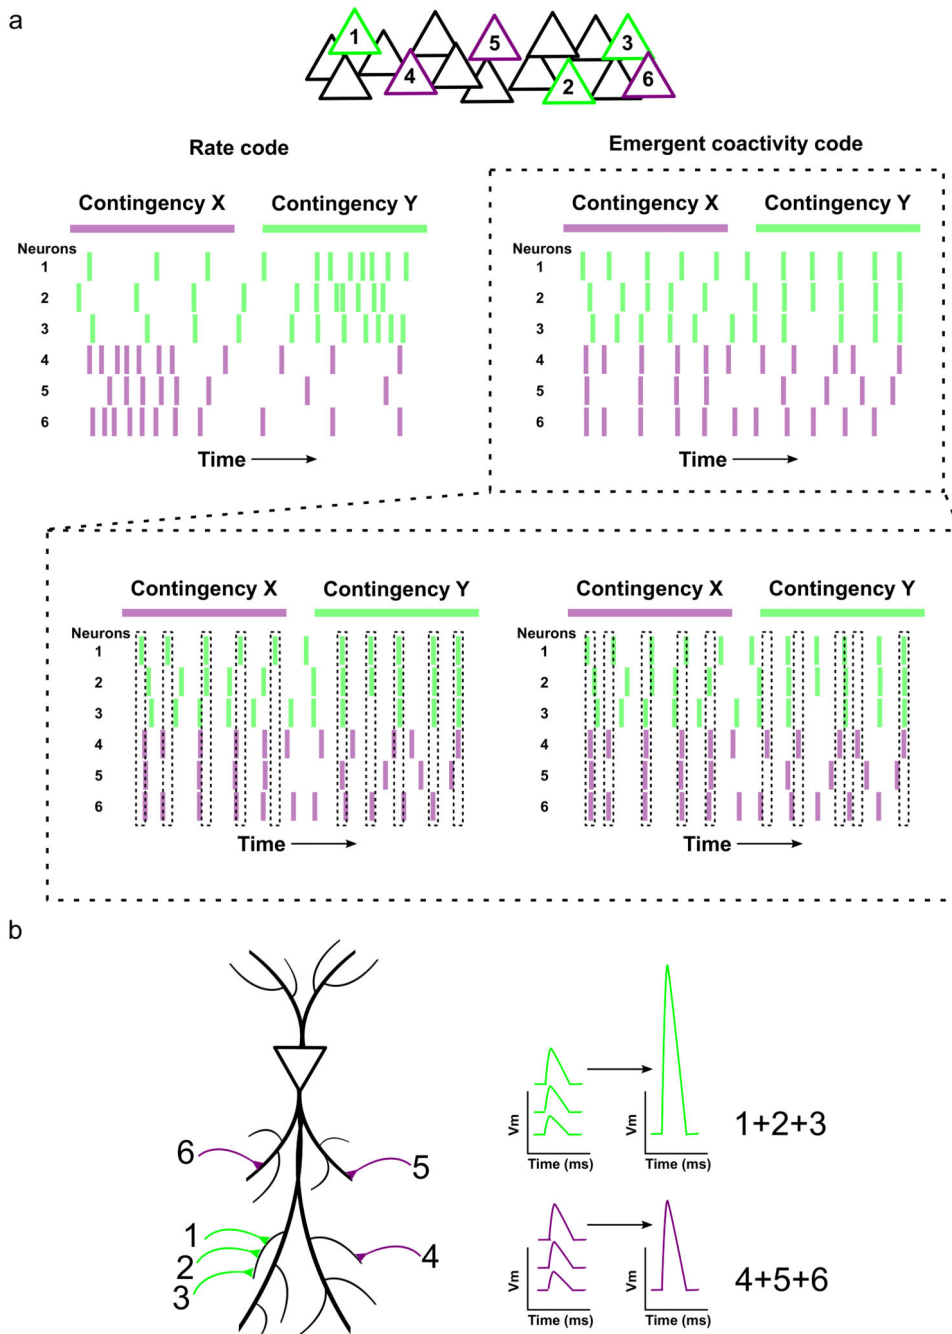 a
1
5
3
4
2
6
Rate code
Emergent coactivity code
Contingency X
Contingency Y
Neurons
1
2
3
4
5
6
Time
Contingency X
Contingency Y
Neurons
1
2
3
4
5
6
Time
Contingency X
Contingency Y
Neurons
1
2
3
4
5
6
Time
Contingency X
Contingency Y
Neurons
1
2
3
4
5
6
Time
b
6
5
1
2
3
4
Vm
Time (ms)
Vm
Time (ms)
1+2+3
Vm
Time (ms)
Vm
Time (ms)
4+5+6